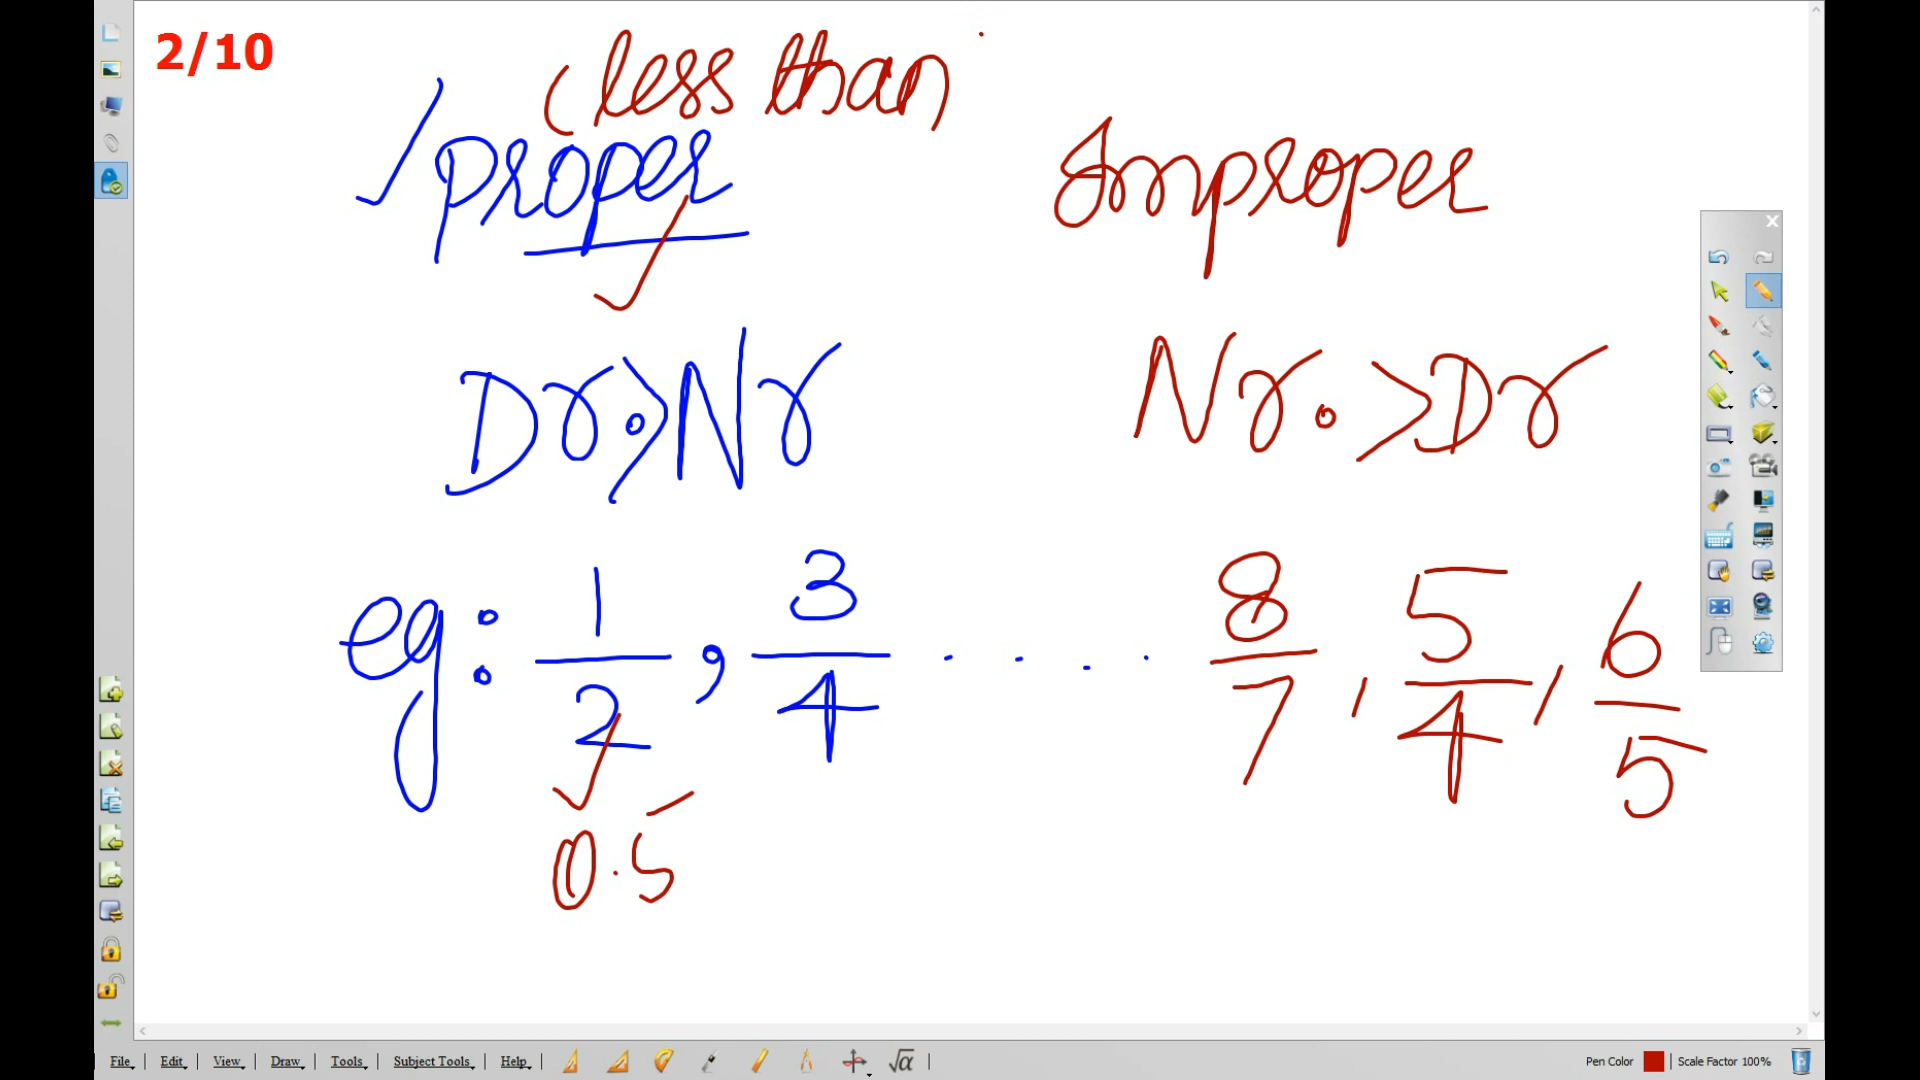 2/10
(less than
proper
Improper
Dr. > Nr
Nr. > Dr
eg: 1/2, 3/4 .... 8/7, 5/4, 6/5
0.5
File Edit View Draw Tools Subject Tools Help
Pen Color Scale Factor 100%